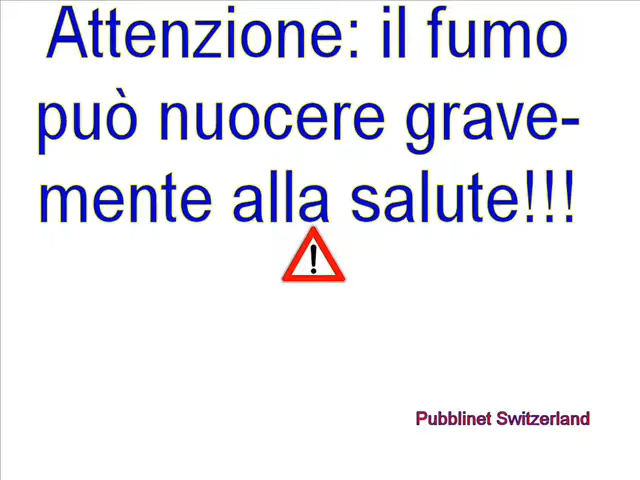 Attenzione: il fumo
può nuocere grave-
mente alla salute!!!
!
Pubblinet Switzerland